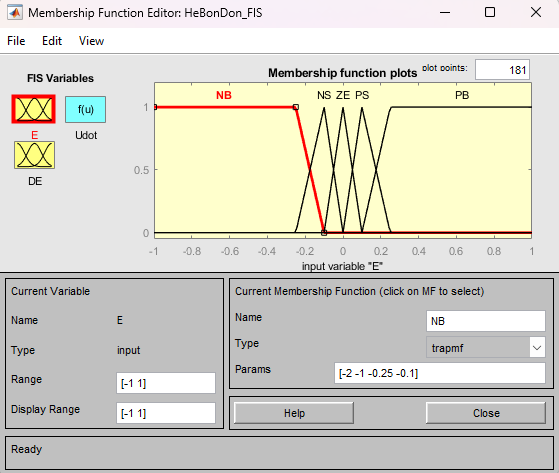 Membership Function Editor: HeBonDon_FIS
File Edit View
FIS Variables
f(u)
E
Udot
DE
Membership function plots
plot points:
181
NB NS ZE PS PB
1
0.5
0
-1 -0.8 -0.6 -0.4 -0.2 0 0.2 0.4 0.6 0.8 1
input variable "E"
Current Variable
Name E
Type input
Range [-1 1]
Display Range [-1 1]
Current Membership Function (click on MF to select)
Name NB
Type trapmf
Params [-2 -1 -0.25 -0.1]
Help Close
Ready